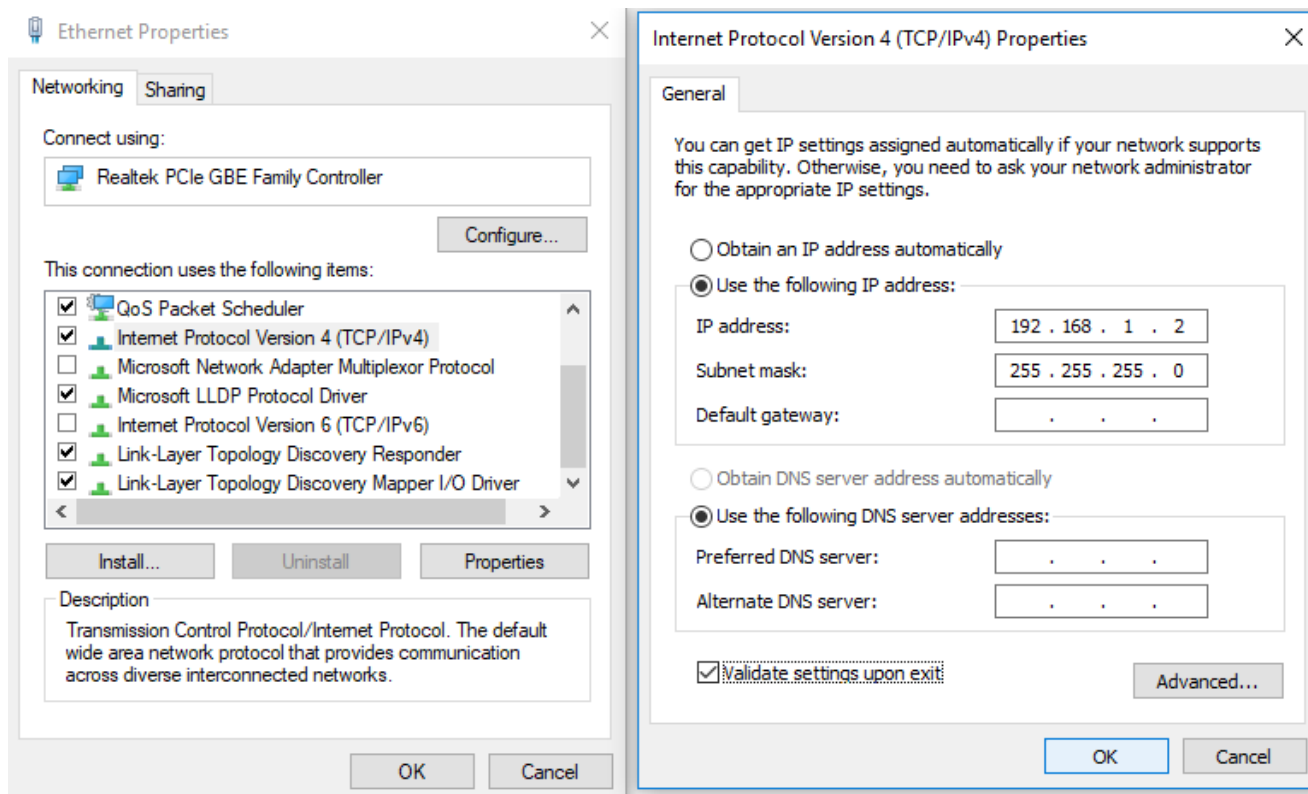 Ethernet Properties
Networking
Sharing
Connect using:
Realtek PCIe GBE Family Controller
Configure...
This connection uses the following items:
QoS Packet Scheduler
Internet Protocol Version 4 (TCP/IPv4)
Microsoft Network Adapter Multiplexor Protocol
Microsoft LLDP Protocol Driver
Internet Protocol Version 6 (TCP/IPv6)
Link-Layer Topology Discovery Responder
Link-Layer Topology Discovery Mapper I/O Driver
Install...
Uninstall
Properties
Description
Transmission Control Protocol/Internet Protocol. The default
wide area network protocol that provides communication
across diverse interconnected networks.
OK
Cancel
Internet Protocol Version 4 (TCP/IPv4) Properties
General
You can get IP settings assigned automatically if your network supports
this capability. Otherwise, you need to ask your network administrator
for the appropriate IP settings.
Obtain an IP address automatically
Use the following IP address:
IP address:
192 . 168 . 1 . 2
Subnet mask:
255 . 255 . 255 . 0
Default gateway:
. . .
Obtain DNS server address automatically
Use the following DNS server addresses:
Preferred DNS server:
. . .
Alternate DNS server:
. . .
Validate settings upon exit
Advanced...
OK
Cancel